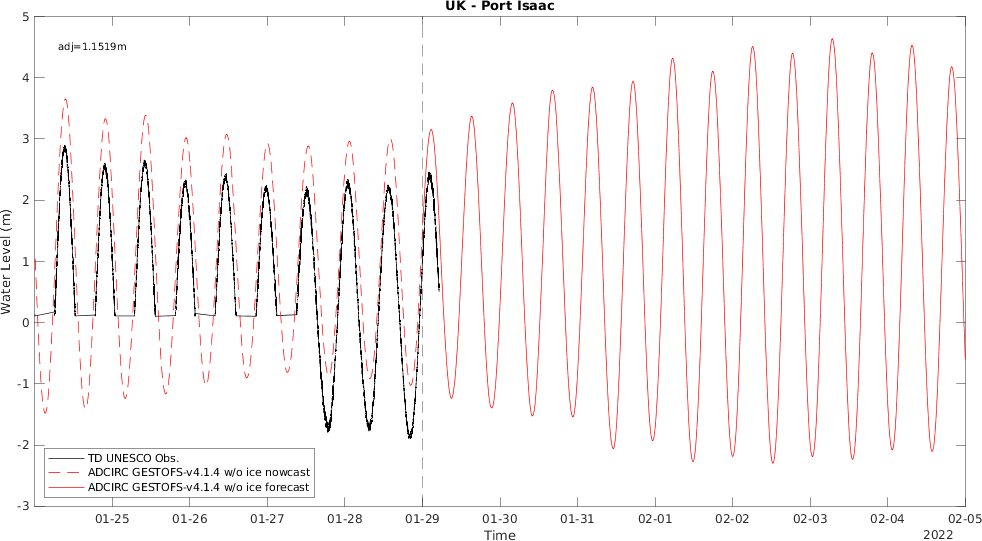 UK - Port Isaac
adj=1.1519m
Water Level (m)
5
4
3
2
1
0
-1
-2
-3
TD UNESCO Obs.
ADCIRC GESTOFS-v4.1.4 w/o ice nowcast
ADCIRC GESTOFS-v4.1.4 w/o ice forecast
01-25 01-26 01-27 01-28 01-29 01-30 01-31 02-01 02-02 02-03 02-04 02-05
Time
2022